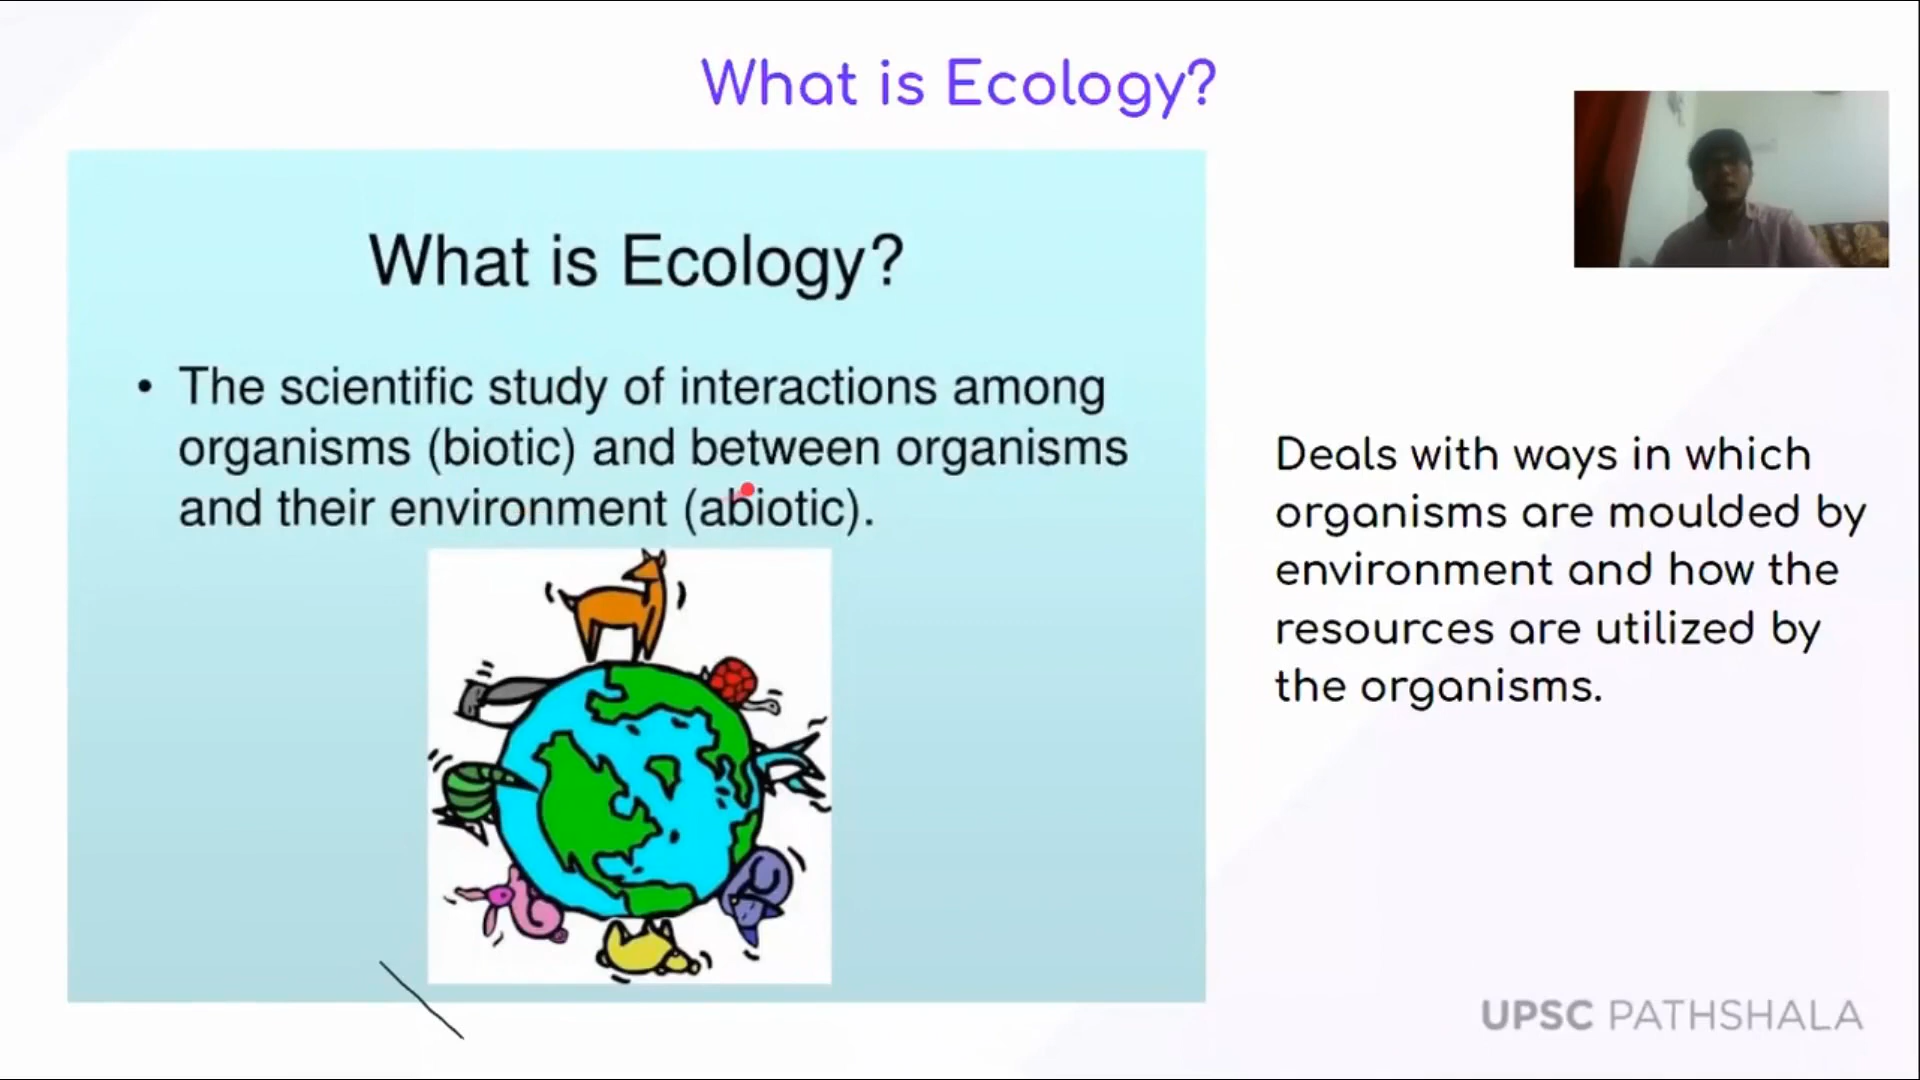 What is Ecology?
What is Ecology?
• The scientific study of interactions among
organisms (biotic) and between organisms
and their environment (abiotic).
Deals with ways in which
organisms are moulded by
environment and how the
resources are utilized by
the organisms.
UPSC PATHSHALA